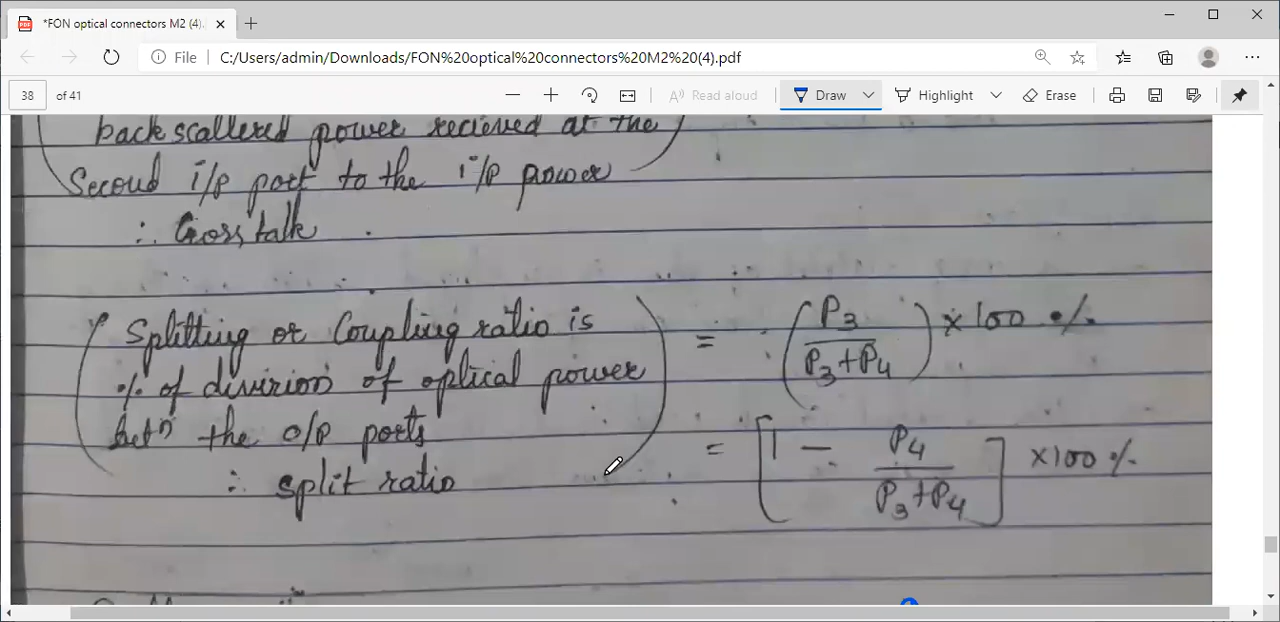 *FON optical connectors M2 (4).
File C:/Users/admin/Downloads/FON%20optical%20connectors%20M2%20(4).pdf
38 of 41 Read aloud Draw Highlight Erase
backscallered power recieved at the
Second i/p port to the i/p power
∴ Cross talk .
Splitting or Coupling ratio is = (P3 / P3+P4) × 100 %
% of division of optical power
betn the o/p ports = [1 - P4 / P3+P4] × 100 %
∴ split ratio